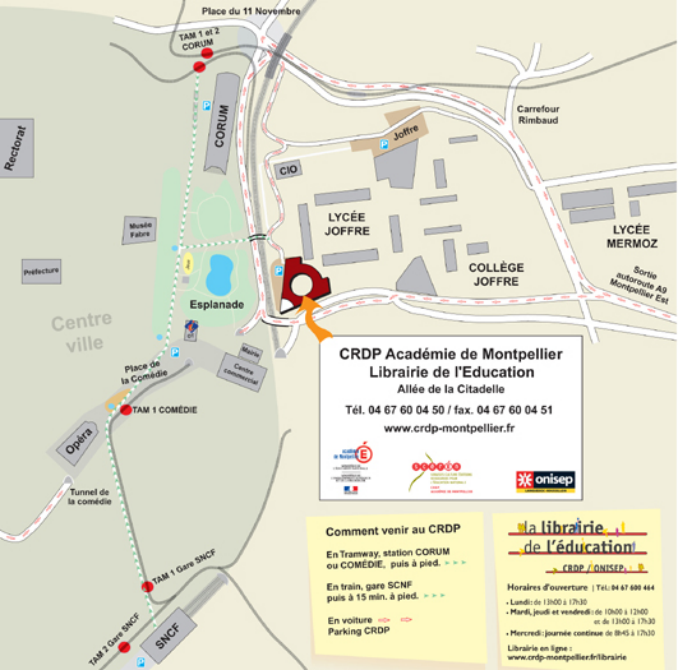 Place du 11 Novembre
TAM 1 et 2
CORUM
P
CORUM
Rectorat
Carrefour
Rimbaud
Joffre
P
CIO
LYCÉE
JOFFRE
Musée
Fabre
LYCÉE
MERMOZ
Préfecture
P
COLLÈGE
JOFFRE
Sortie
autoroute A9
Montpellier Est
Esplanade
Centre
ville
P
Mairie
Centre
commercial
Place de
la Comédie
TAM 1 COMÉDIE
Opéra
Tunnel de
la comédie
TAM 1 Gare SNCF
TAM 2 Gare SNCF
SNCF
P
CRDP Académie de Montpellier
Librairie de l'Education
Allée de la Citadelle
Tél. 04 67 60 04 50 / fax. 04 67 60 04 51
www.crdp-montpellier.fr
académie
de Montpellier
scérén
onisep
Comment venir au CRDP
En Tramway, station CORUM
ou COMÉDIE, puis à pied.
En train, gare SCNF
puis à 15 min. à pied.
En voiture
Parking CRDP
la librairie
de l'éducation
CRDP / ONISEP
Horaires d'ouverture | Tél.: 04 67 600 464
• Lundi: de 13h00 à 17h30
• Mardi, jeudi et vendredi: de 10h00 à 12h00
et de 13h00 à 17h30
• Mercredi: journée continue de 8h45 à 17h30
Librairie en ligne :
www.crdp-montpellier.fr/librairie